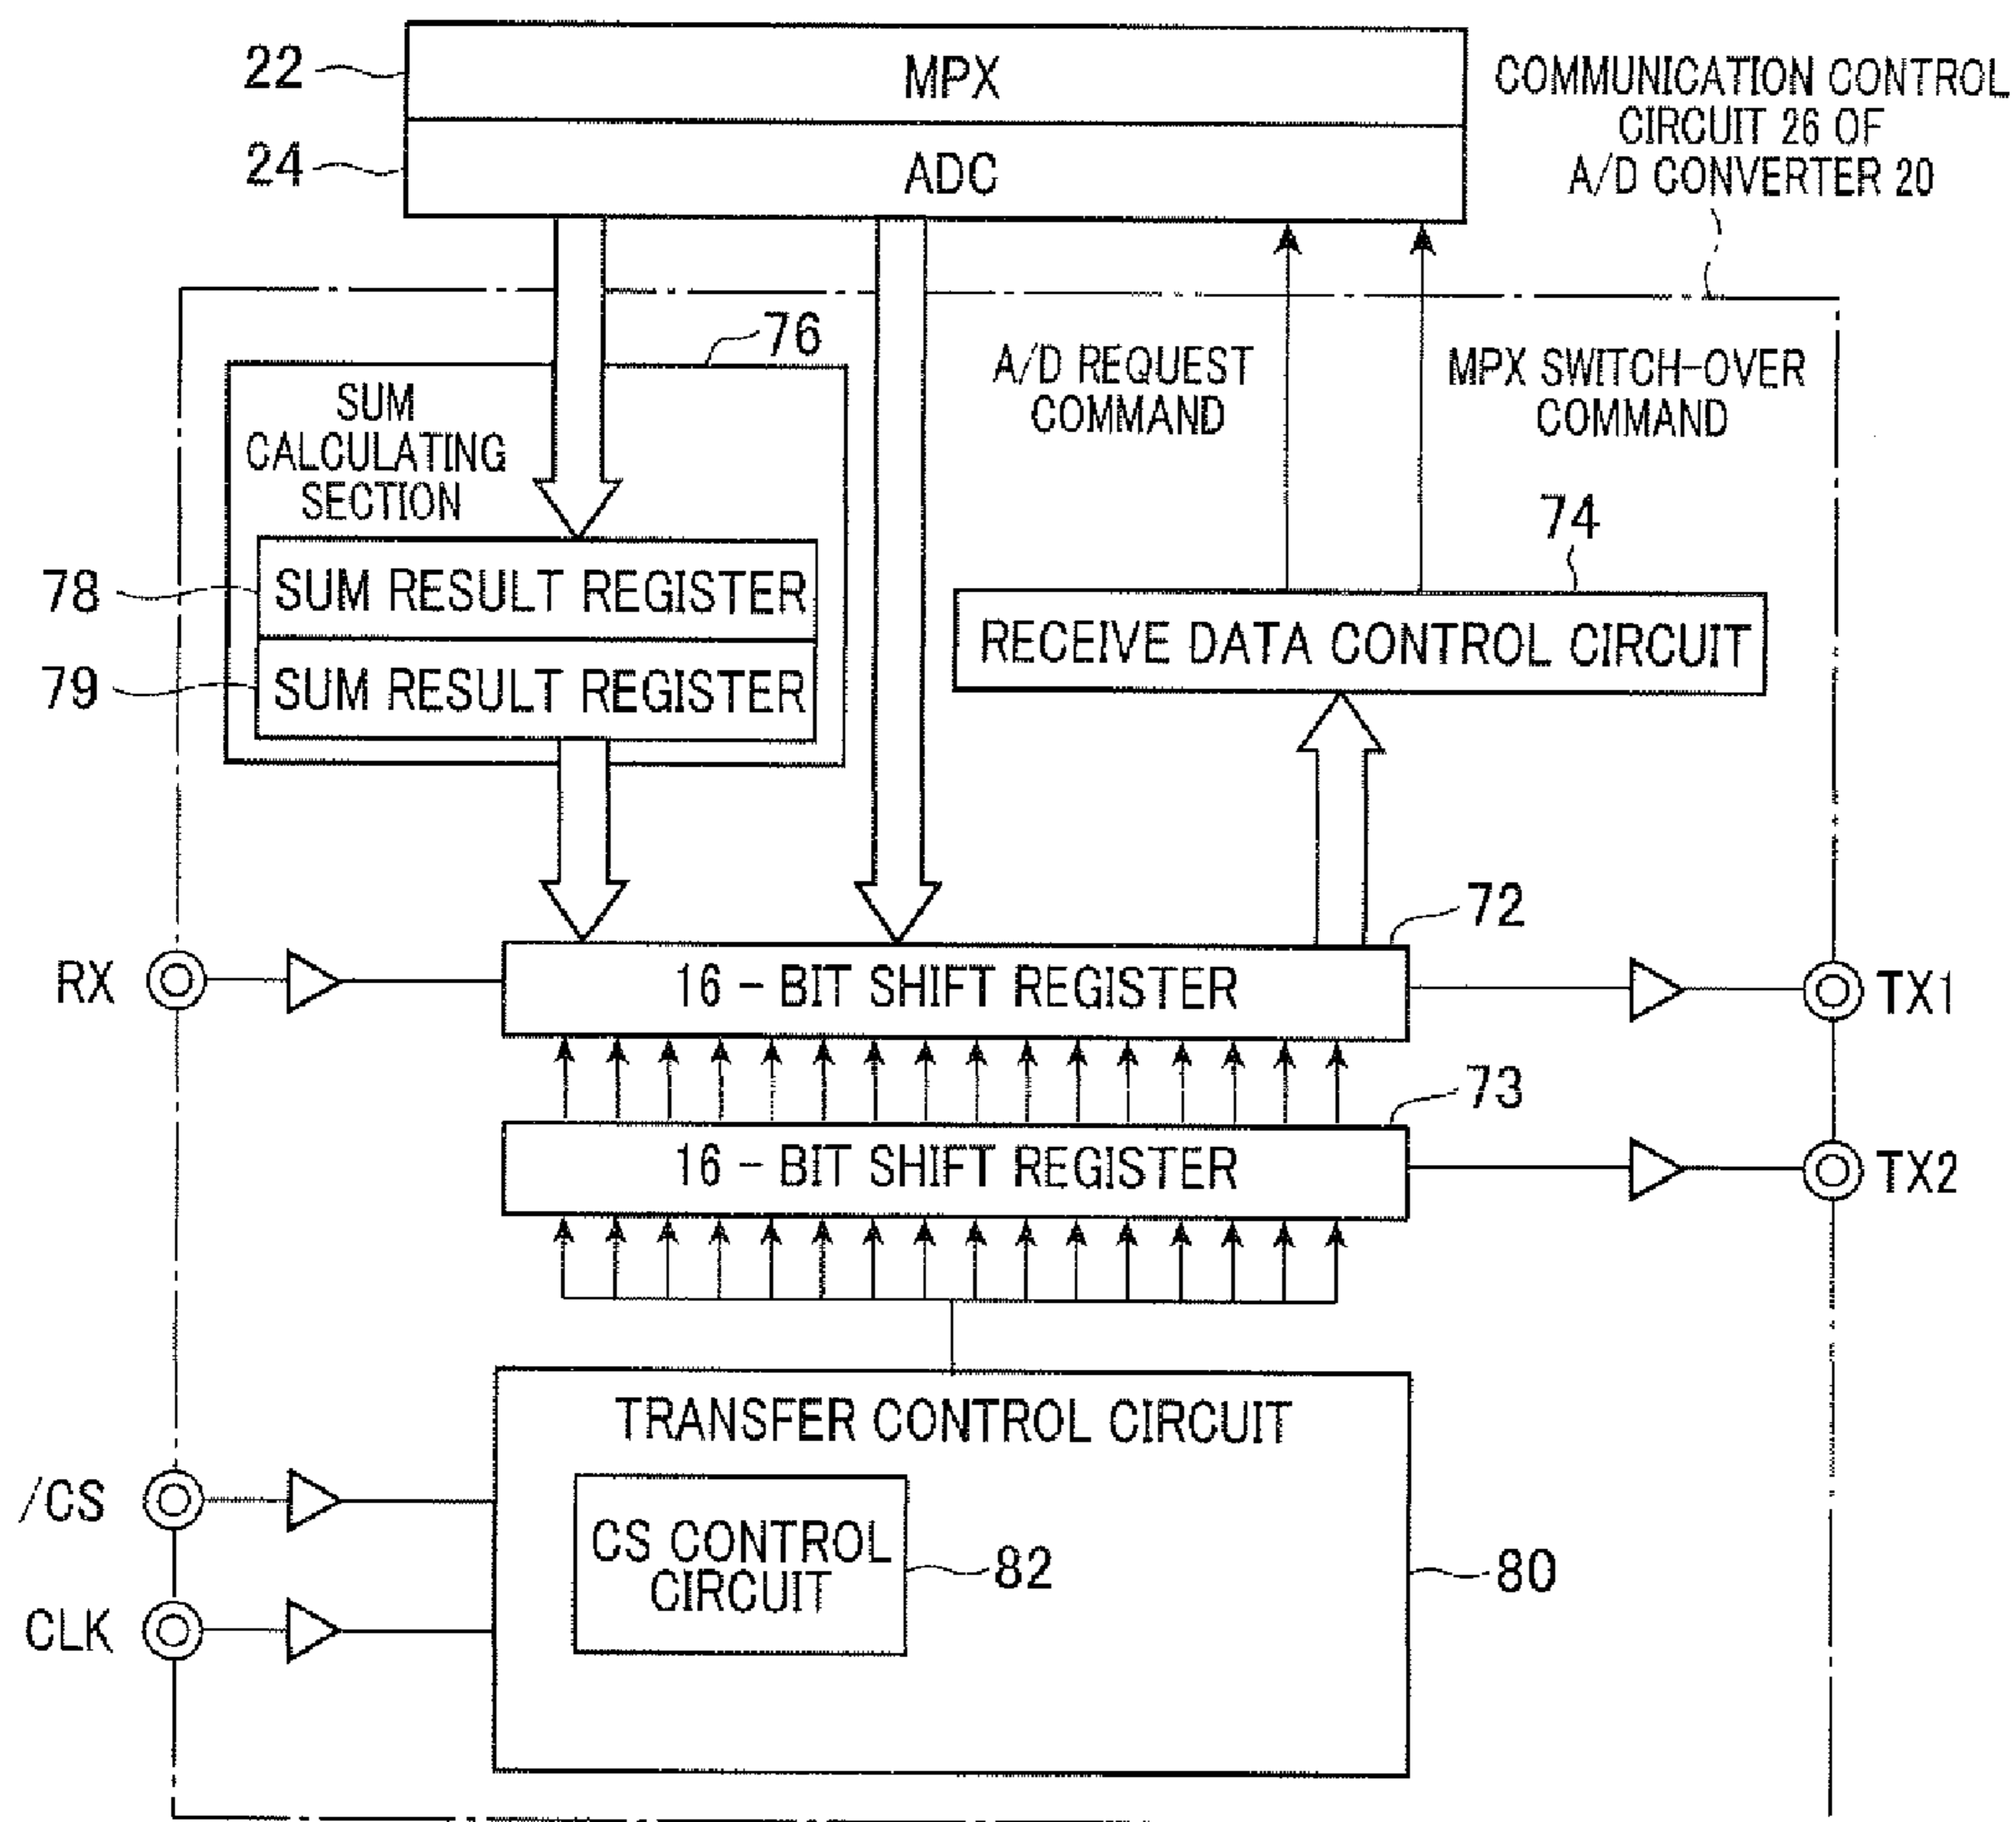 22
MPX
COMMUNICATION CONTROL
CIRCUIT 26 OF
A/D CONVERTER 20
24
ADC
76
SUM
CALCULATING
SECTION
A/D REQUEST
COMMAND
MPX SWITCH-OVER
COMMAND
74
78
SUM RESULT REGISTER
RECEIVE DATA CONTROL CIRCUIT
79
SUM RESULT REGISTER
72
RX
16 - BIT SHIFT REGISTER
TX1
73
16 - BIT SHIFT REGISTER
TX2
TRANSFER CONTROL CIRCUIT
/CS
CS CONTROL
CIRCUIT
82
80
CLK